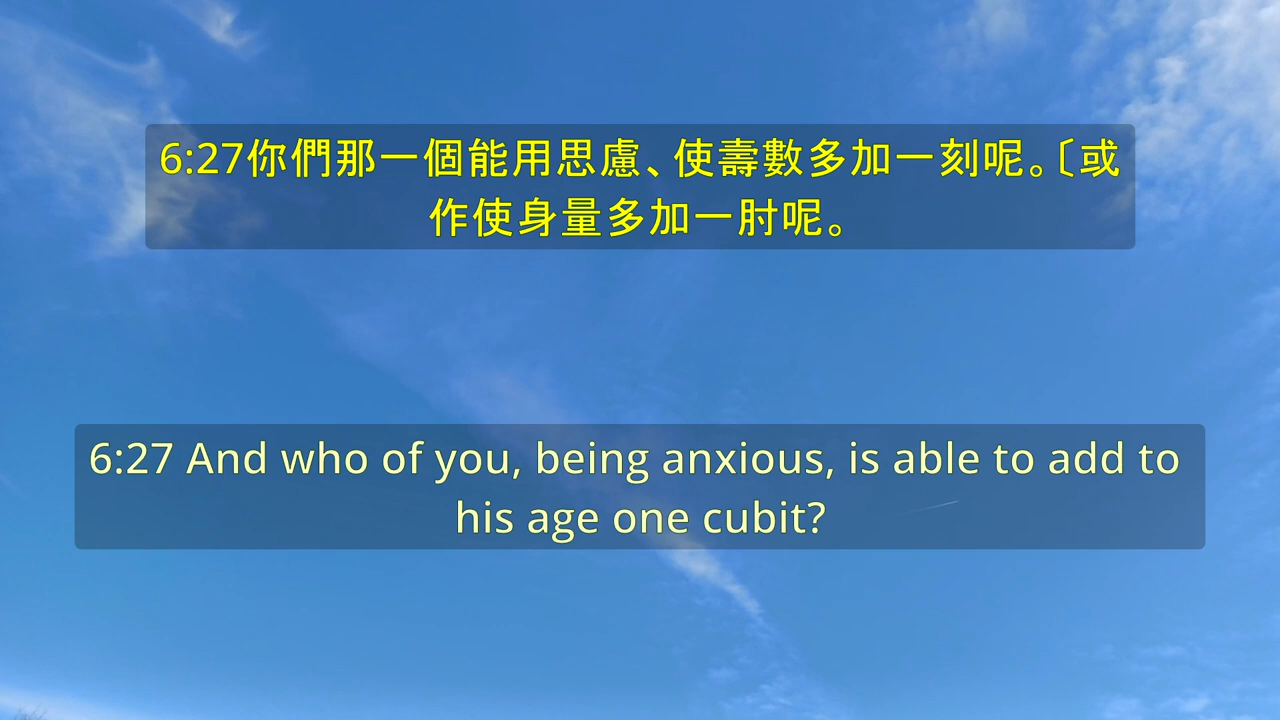 6:27你們那一個能用思慮、使壽數多加一刻呢。〔或
作使身量多加一肘呢。
6:27 And who of you, being anxious, is able to add to
his age one cubit?